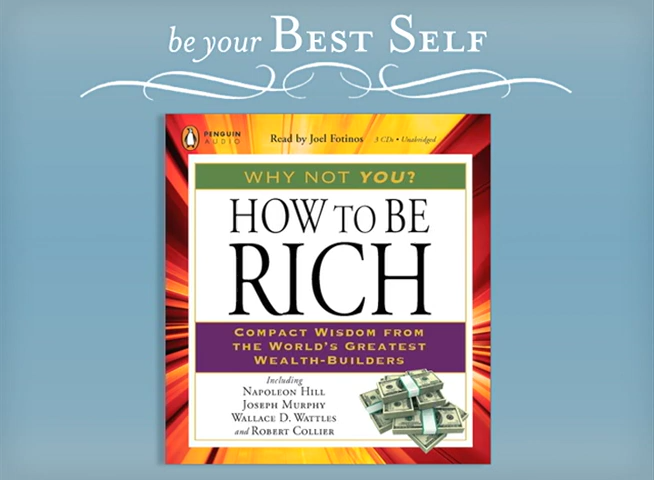 be your BEST SELF
PENGUIN
AUDIO
Read by Joel Fotinos 3 CDs • Unabridged
WHY NOT YOU?
HOW TO BE
RICH
COMPACT WISDOM FROM
THE WORLD'S GREATEST
WEALTH-BUILDERS
Including
NAPOLEON HILL
JOSEPH MURPHY
WALLACE D. WATTLES
and ROBERT COLLIER